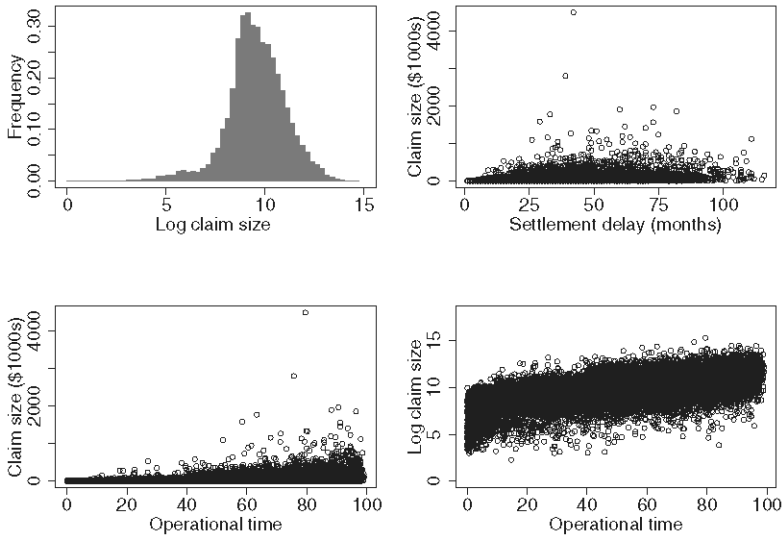 0.30
0.20
0.10
0.00
Frequency
0 5 10 15
Log claim size
4000
2000
0
Claim size ($1000s)
0 25 50 75 100
Settlement delay (months)
4000
2000
0
Claim size ($1000s)
0 20 40 60 80 100
Operational time
15
10
5
0
Log claim size
0 20 40 60 80 100
Operational time